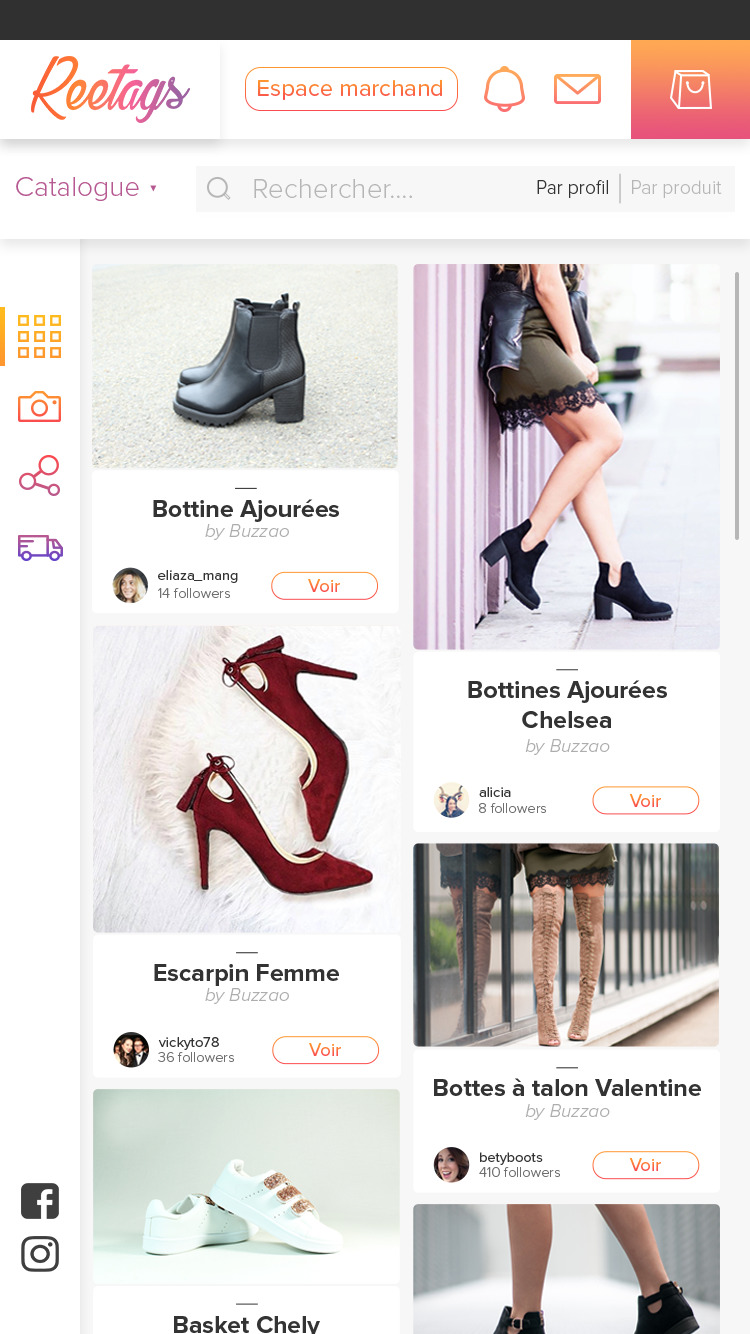 Reetags
Espace marchand
Catalogue ▾
Rechercher....
Par profil | Par produit
Bottine Ajourées
by Buzzao
eliaza_mang
14 followers
Voir
Bottines Ajourées
Chelsea
by Buzzao
alicia
8 followers
Voir
Escarpin Femme
by Buzzao
vickyto78
36 followers
Voir
Bottes à talon Valentine
by Buzzao
betyboots
410 followers
Voir
Basket Chely